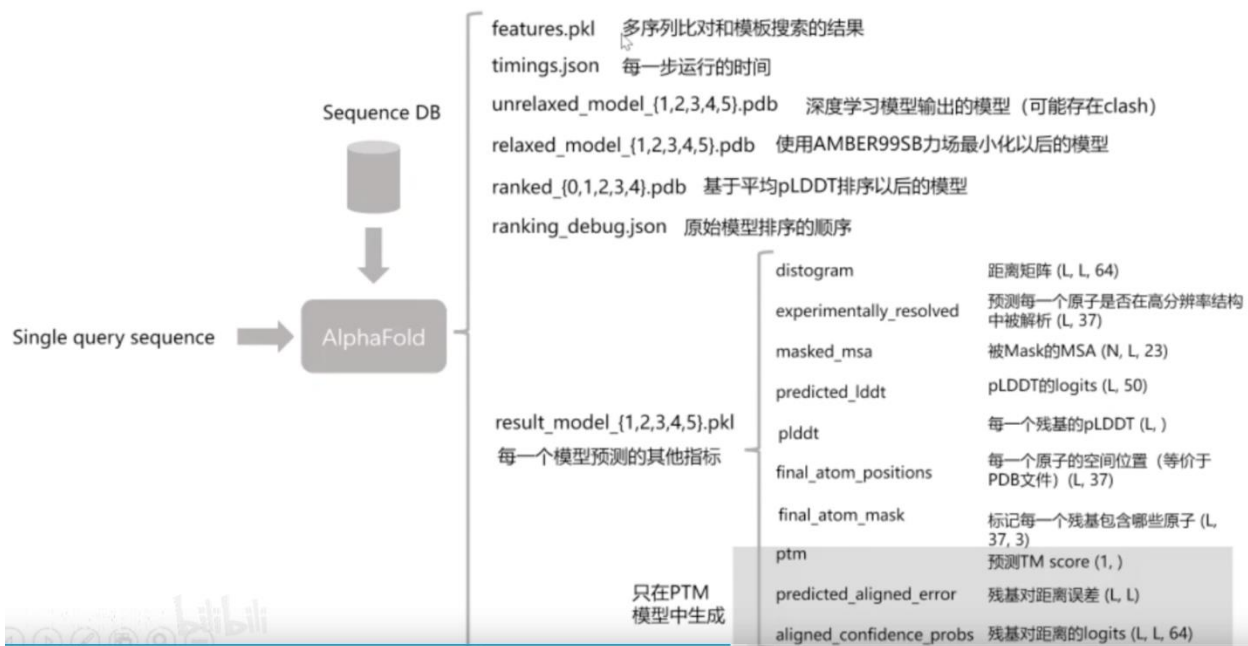 features.pkl 多序列比对和模板搜索的结果
timings.json 每一步运行的时间
Sequence DB
unrelaxed_model_{1,2,3,4,5}.pdb 深度学习模型输出的模型（可能存在clash）
relaxed_model_{1,2,3,4,5}.pdb 使用AMBER99SB力场最小化以后的模型
ranked_{0,1,2,3,4}.pdb 基于平均pLDDT排序以后的模型
ranking_debug.json 原始模型排序的顺序
Single query sequence
AlphaFold
result_model_{1,2,3,4,5}.pkl
每一个模型预测的其他指标
distogram 距离矩阵 (L, L, 64)
experimentally_resolved 预测每一个原子是否在高分辨率结构
中被解析 (L, 37)
masked_msa 被Mask的MSA (N, L, 23)
predicted_lddt pLDDT的logits (L, 50)
plddt 每一个残基的pLDDT (L, )
final_atom_positions 每一个原子的空间位置（等价于
PDB文件）(L, 37)
final_atom_mask 标记每一个残基包含哪些原子 (L,
37, 3)
ptm 预测TM score (1, )
只在PTM
模型中生成
predicted_aligned_error 残基对距离误差 (L, L)
aligned_confidence_probs 残基对距离的logits (L, L, 64)
bilibili